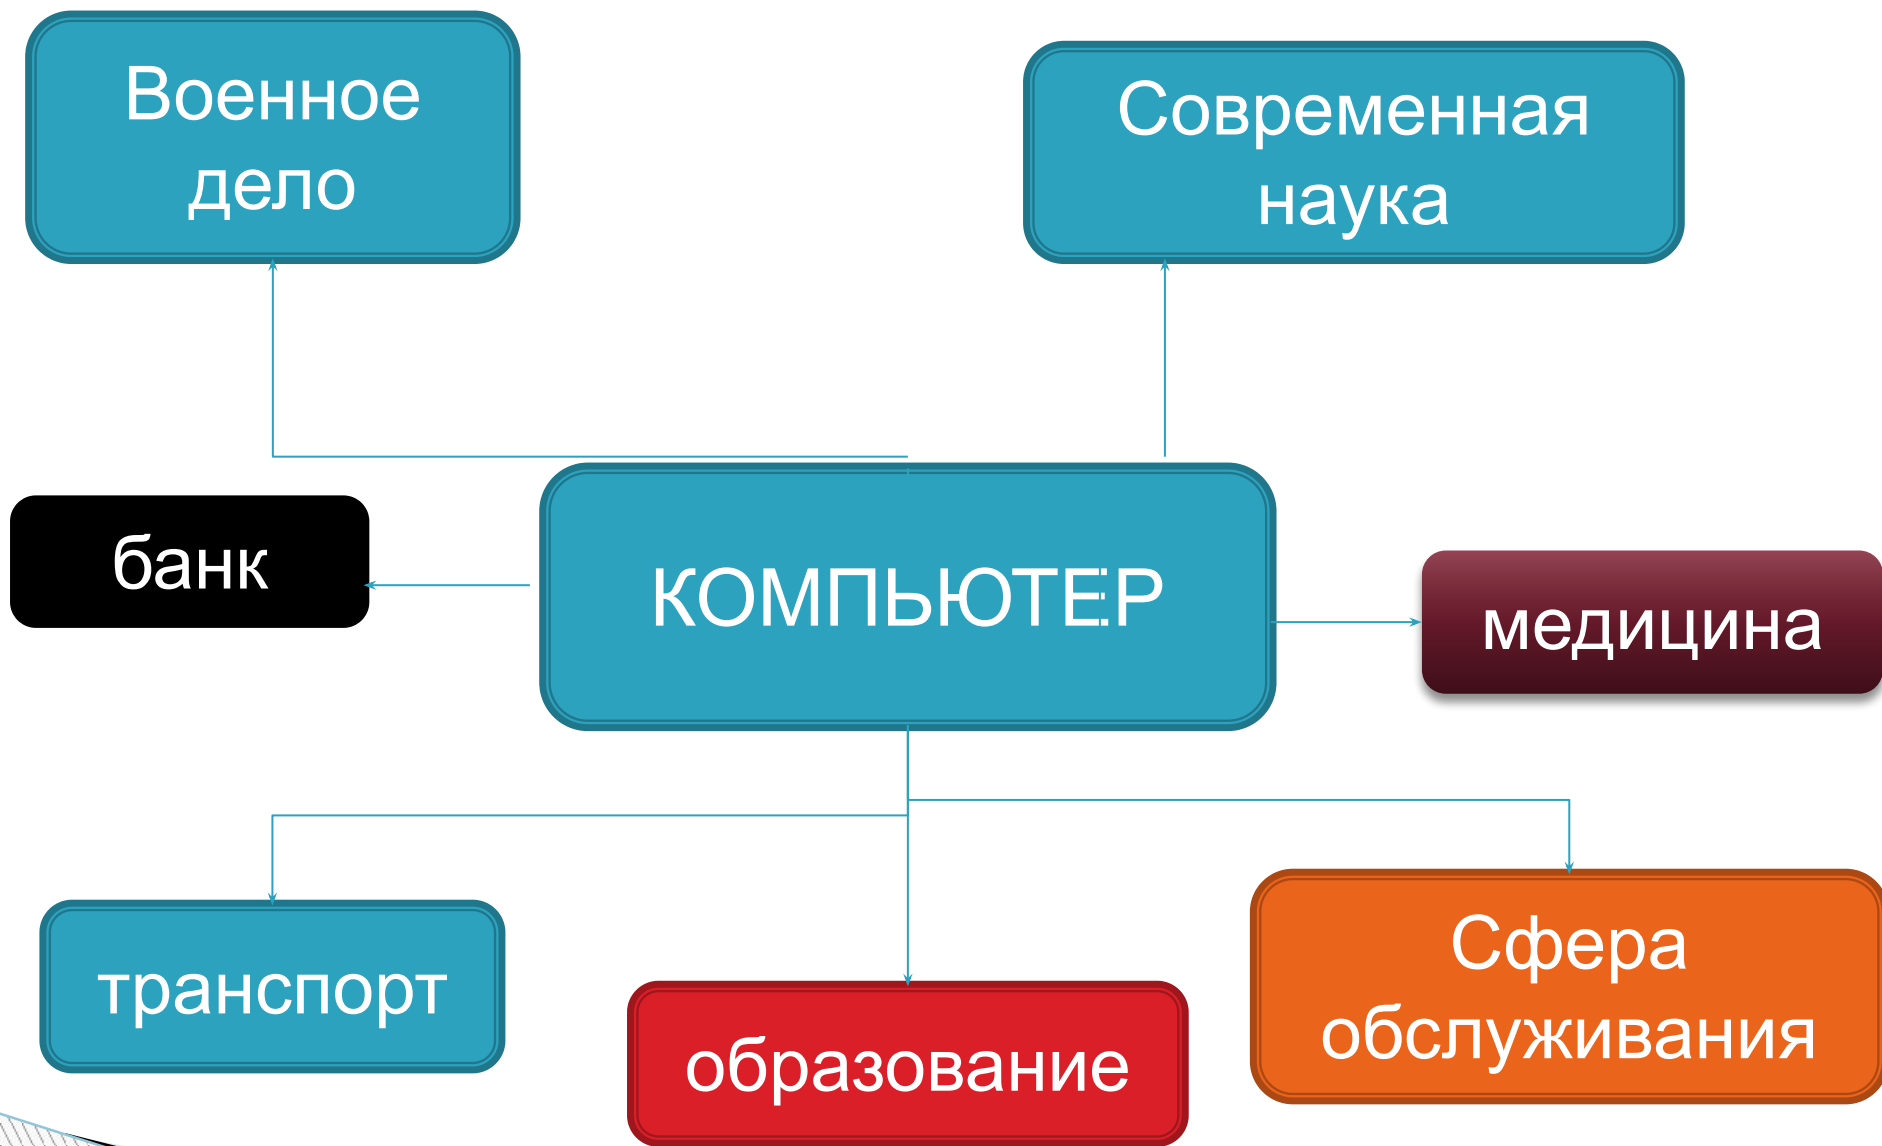 Военное
дело
Современная
наука
банк
КОМПЬЮТЕР
медицина
транспорт
образование
Сфера
обслуживания